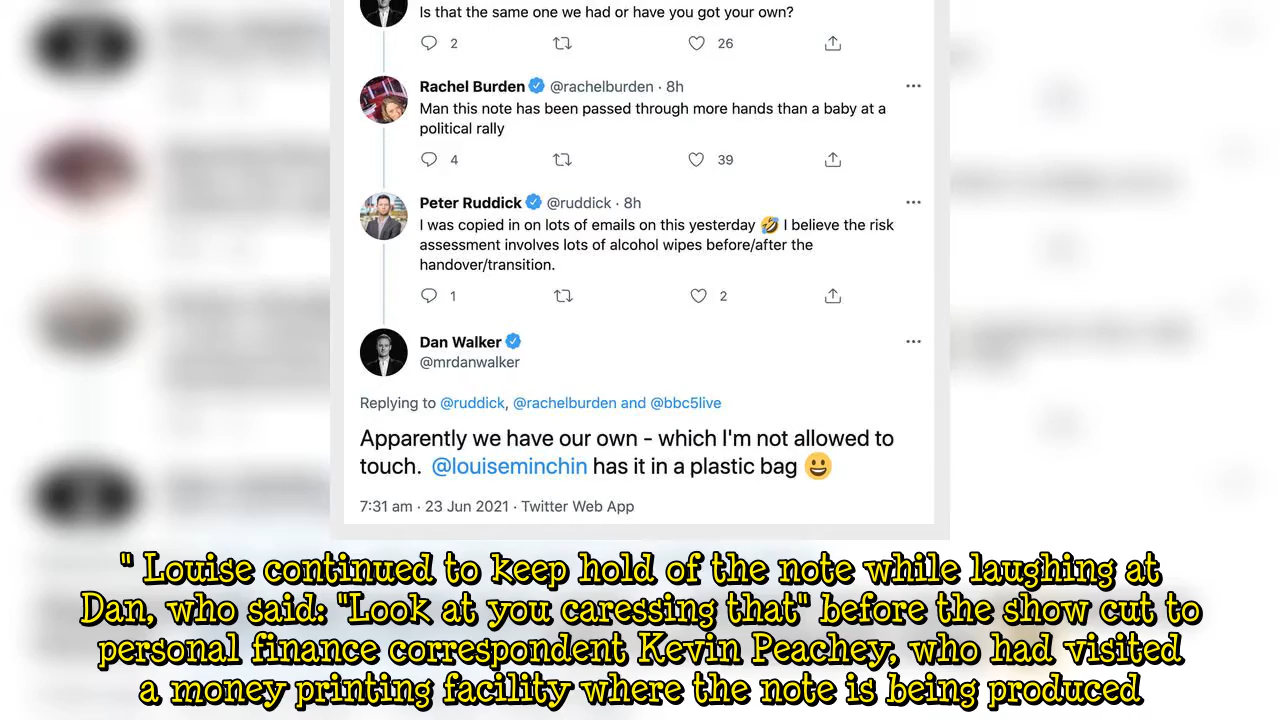 Is that the same one we had or have you got your own?
2 26
Rachel Burden @rachelburden · 8h
Man this note has been passed through more hands than a baby at a
political rally
4 39
Peter Ruddick @ruddick · 8h
I was copied in on lots of emails on this yesterday 🤣 I believe the risk
assessment involves lots of alcohol wipes before/after the
handover/transition.
1 2
Dan Walker
@mrdanwalker
Replying to @ruddick, @rachelburden and @bbc5live
Apparently we have our own - which I'm not allowed to
touch. @louiseminchin has it in a plastic bag 😀
7:31 am · 23 Jun 2021 · Twitter Web App
" Louise continued to keep hold of the note while laughing at
Dan, who said: "Look at you caressing that" before the show cut to
personal finance correspondent Kevin Peachey, who had visited
a money printing facility where the note is being produced